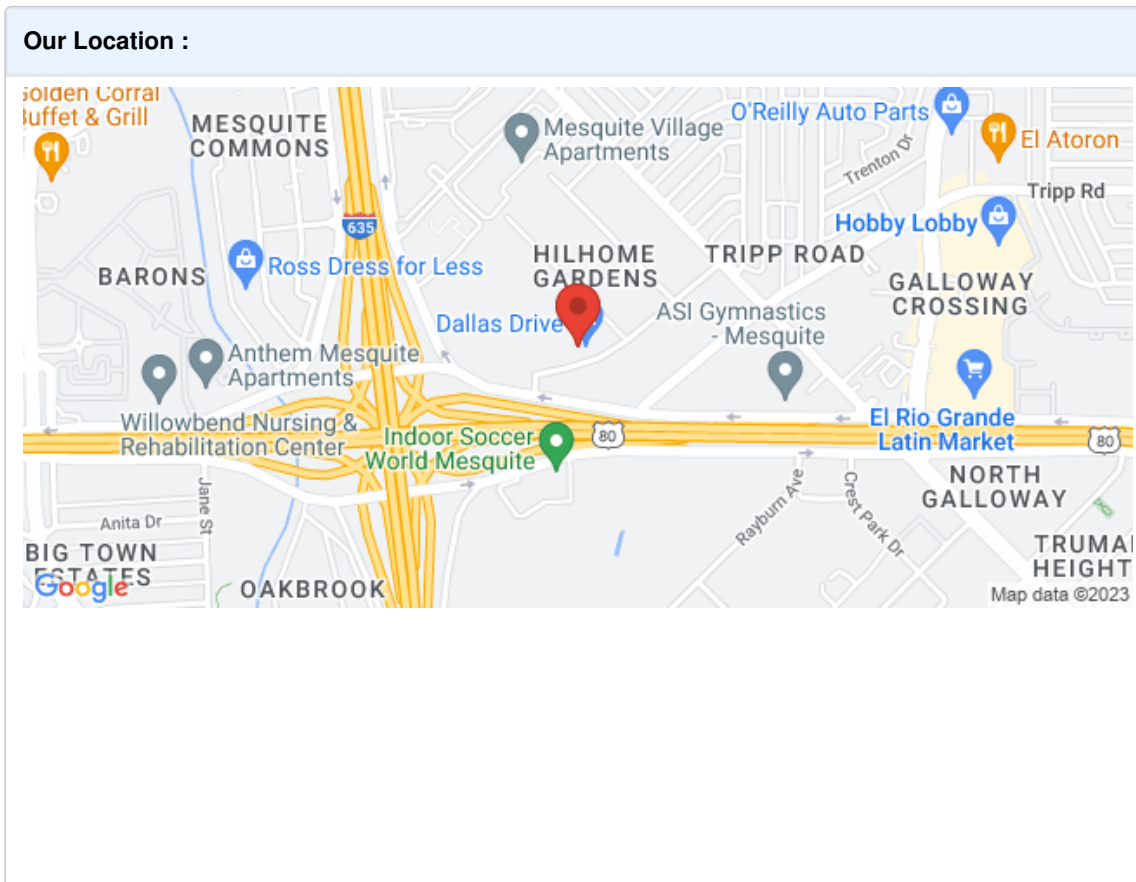 Our Location :
Golden Corral
Buffet & Grill
MESQUITE
COMMONS
Mesquite Village
Apartments
O'Reilly Auto Parts
El Atoron
Trenton Dr
Tripp Rd
635
Hobby Lobby
BARONS
Ross Dress for Less
HILHOME
GARDENS
TRIPP ROAD
GALLOWAY
CROSSING
Dallas Drive
ASI Gymnastics
- Mesquite
Anthem Mesquite
Apartments
Willowbend Nursing &
Rehabilitation Center
Indoor Soccer
World Mesquite
80
El Rio Grande
Latin Market
80
NORTH
GALLOWAY
Jane St
Anita Dr
Rayburn Ave
Crest Park Dr
BIG TOWN
ESTATES
OAKBROOK
TRUMA
HEIGHT
Google
Map data ©2023